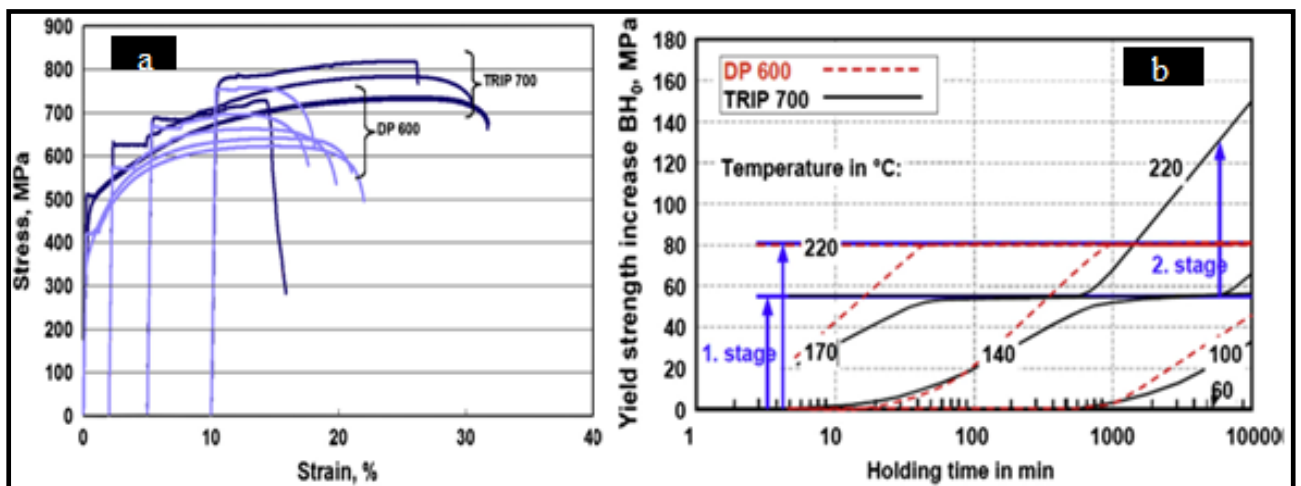 a
900
800
700
600
500
400
300
200
100
0
Stress, MPa
0
10
20
30
40
Strain, %
TRIP 700
DP 600
b
180
160
140
120
100
80
60
40
20
0
Yield strength increase BH₀, MPa
DP 600
TRIP 700
Temperature in °C:
220
220
2. stage
1. stage
170
140
100
60
1
10
100
1000
10000
Holding time in min